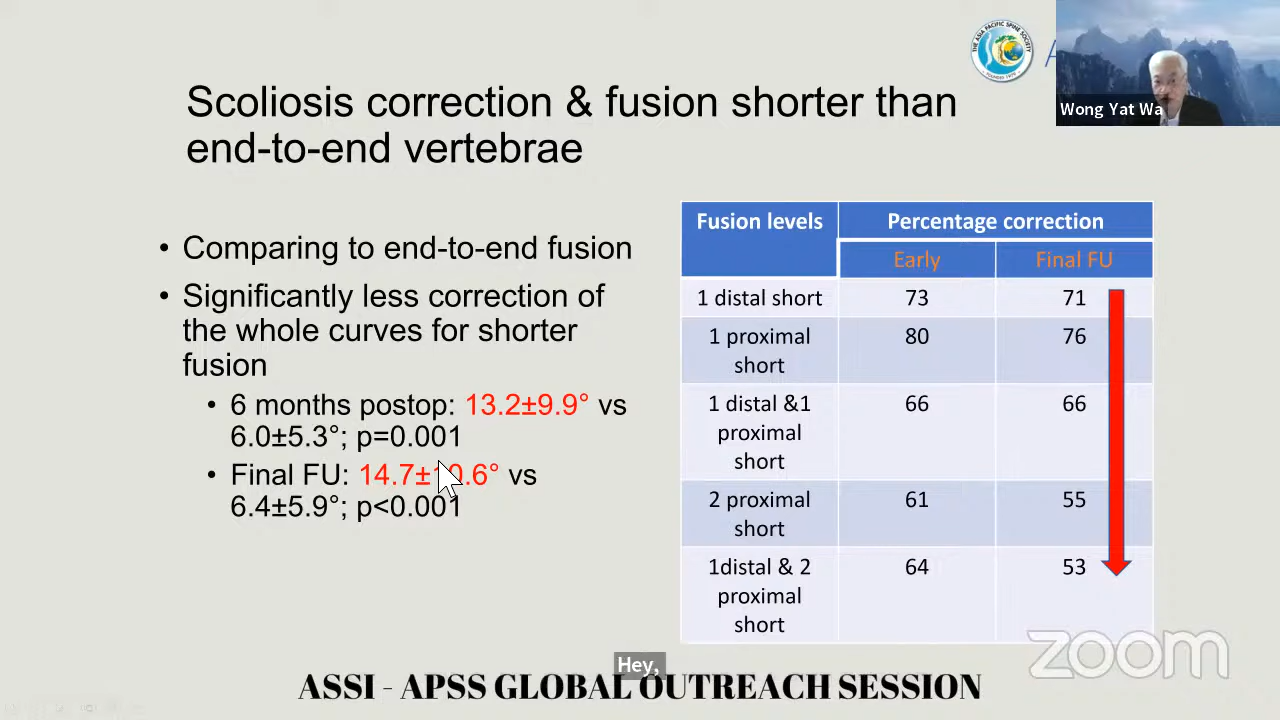 Scoliosis correction & fusion shorter than
end-to-end vertebrae
THE ASIA PACIFIC SPINE SOCIETY
Wong Yat Wa
• Comparing to end-to-end fusion
• Significantly less correction of
the whole curves for shorter
fusion
• 6 months postop: 13.2±9.9° vs
6.0±5.3°; p=0.001
• Final FU: 14.7±10.6° vs
6.4±5.9°; p<0.001
Fusion levels Percentage correction
Early Final FU
1 distal short 73 71
1 proximal 80 76
short
1 distal &1 66 66
proximal
short
2 proximal 61 55
short
1distal & 2 64 53
proximal
short
zoom
Hey,
ASSI - APSS GLOBAL OUTREACH SESSION